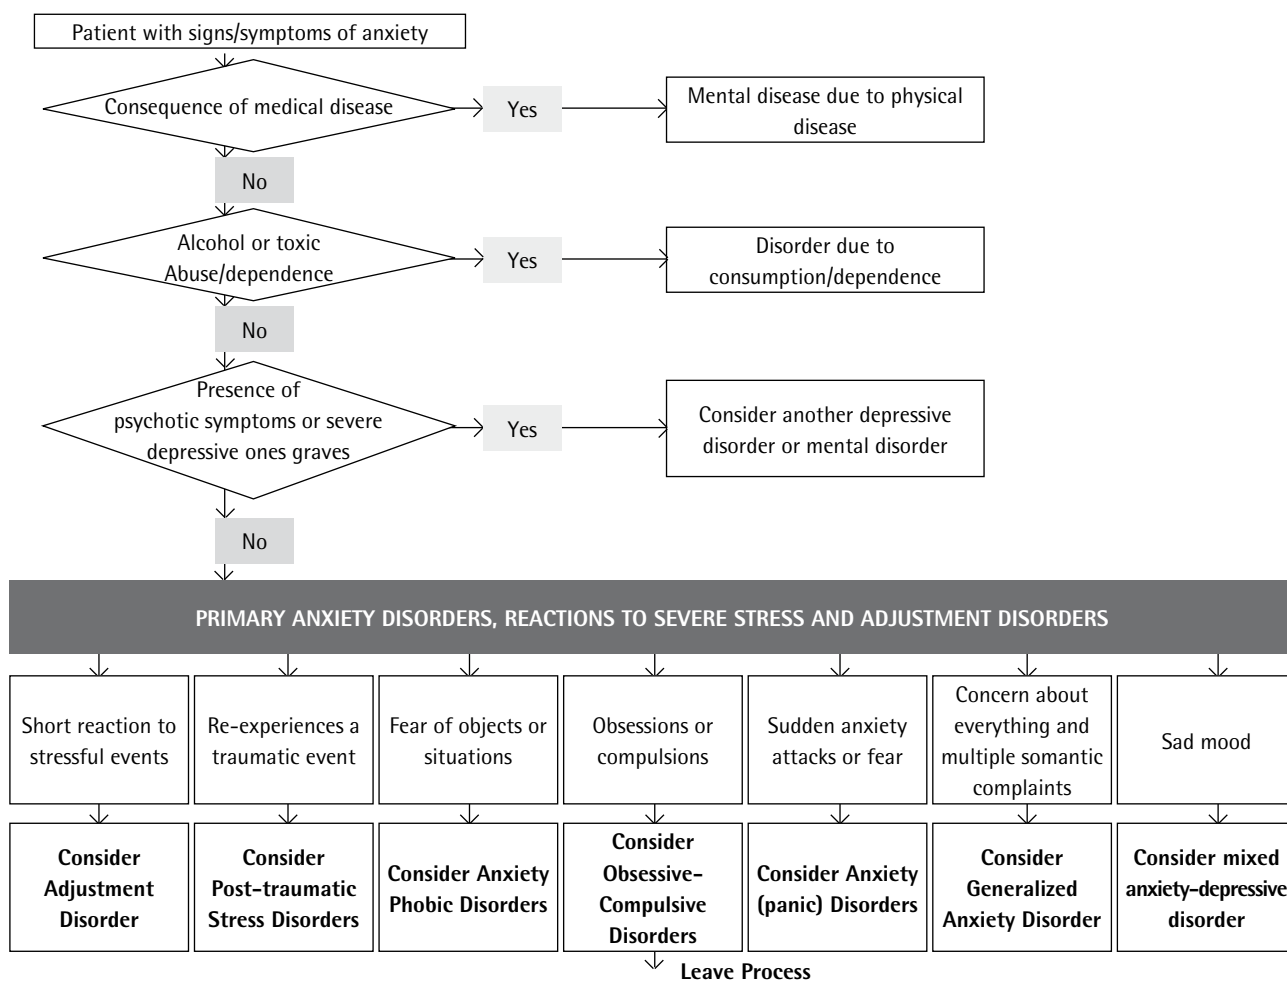 Patient with signs/symptoms of anxiety
Consequence of medical disease
Yes
Mental disease due to physical
disease
No
Alcohol or toxic
Abuse/dependence
Yes
Disorder due to
consumption/dependence
No
Presence of
psychotic symptoms or severe
depressive ones graves
Yes
Consider another depressive
disorder or mental disorder
No
PRIMARY ANXIETY DISORDERS, REACTIONS TO SEVERE STRESS AND ADJUSTMENT DISORDERS
Short reaction to
stressful events
Re-experiences a
traumatic event
Fear of objects or
situations
Obsessions or
compulsions
Sudden anxiety
attacks or fear
Concern about
everything and
multiple somantic
complaints
Sad mood
Consider
Adjustment
Disorder
Consider
Post-traumatic
Stress Disorders
Consider Anxiety
Phobic Disorders
Consider
Obsessive-
Compulsive
Disorders
Consider Anxiety
(panic) Disorders
Consider
Generalized
Anxiety Disorder
Consider mixed
anxiety-depressive
disorder
Leave Process